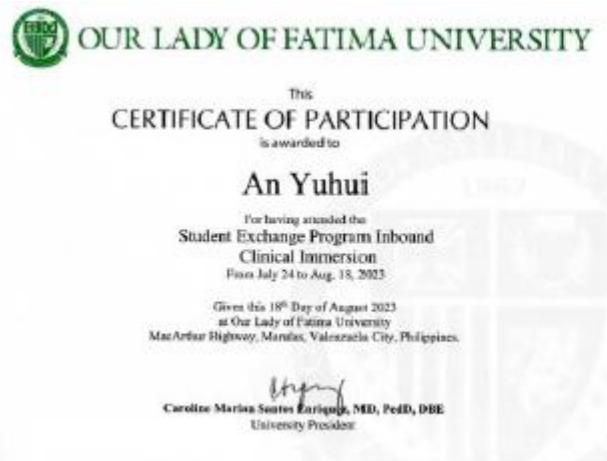 OUR LADY OF FATIMA UNIVERSITY
This
CERTIFICATE OF PARTICIPATION
is awarded to
An Yuhui
For having attended the
Student Exchange Program Inbound
Clinical Immersion
From July 24 to Aug. 18, 2023
Given this 18th Day of August 2023
at Our Lady of Fatima University
MacArthur Highway, Marulas, Valenzuela City, Philippines.
Caroline Marian Santos Enriquez, MD, PedD, DBE
University President
1967